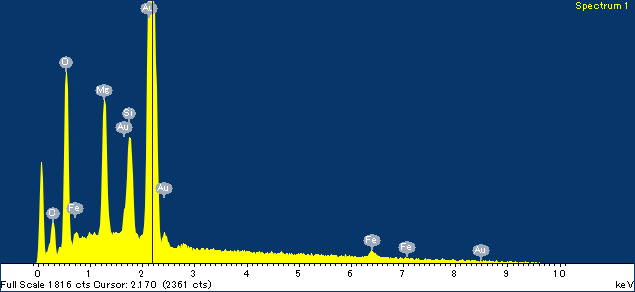 Spectrum 1
Au
O
Mg
Si
Au
Au
O Fe
Fe Fe Au
0 1 2 3 4 5 6 7 8 9 10
Full Scale 1816 cts Cursor: 2.170 (2361 cts) keV